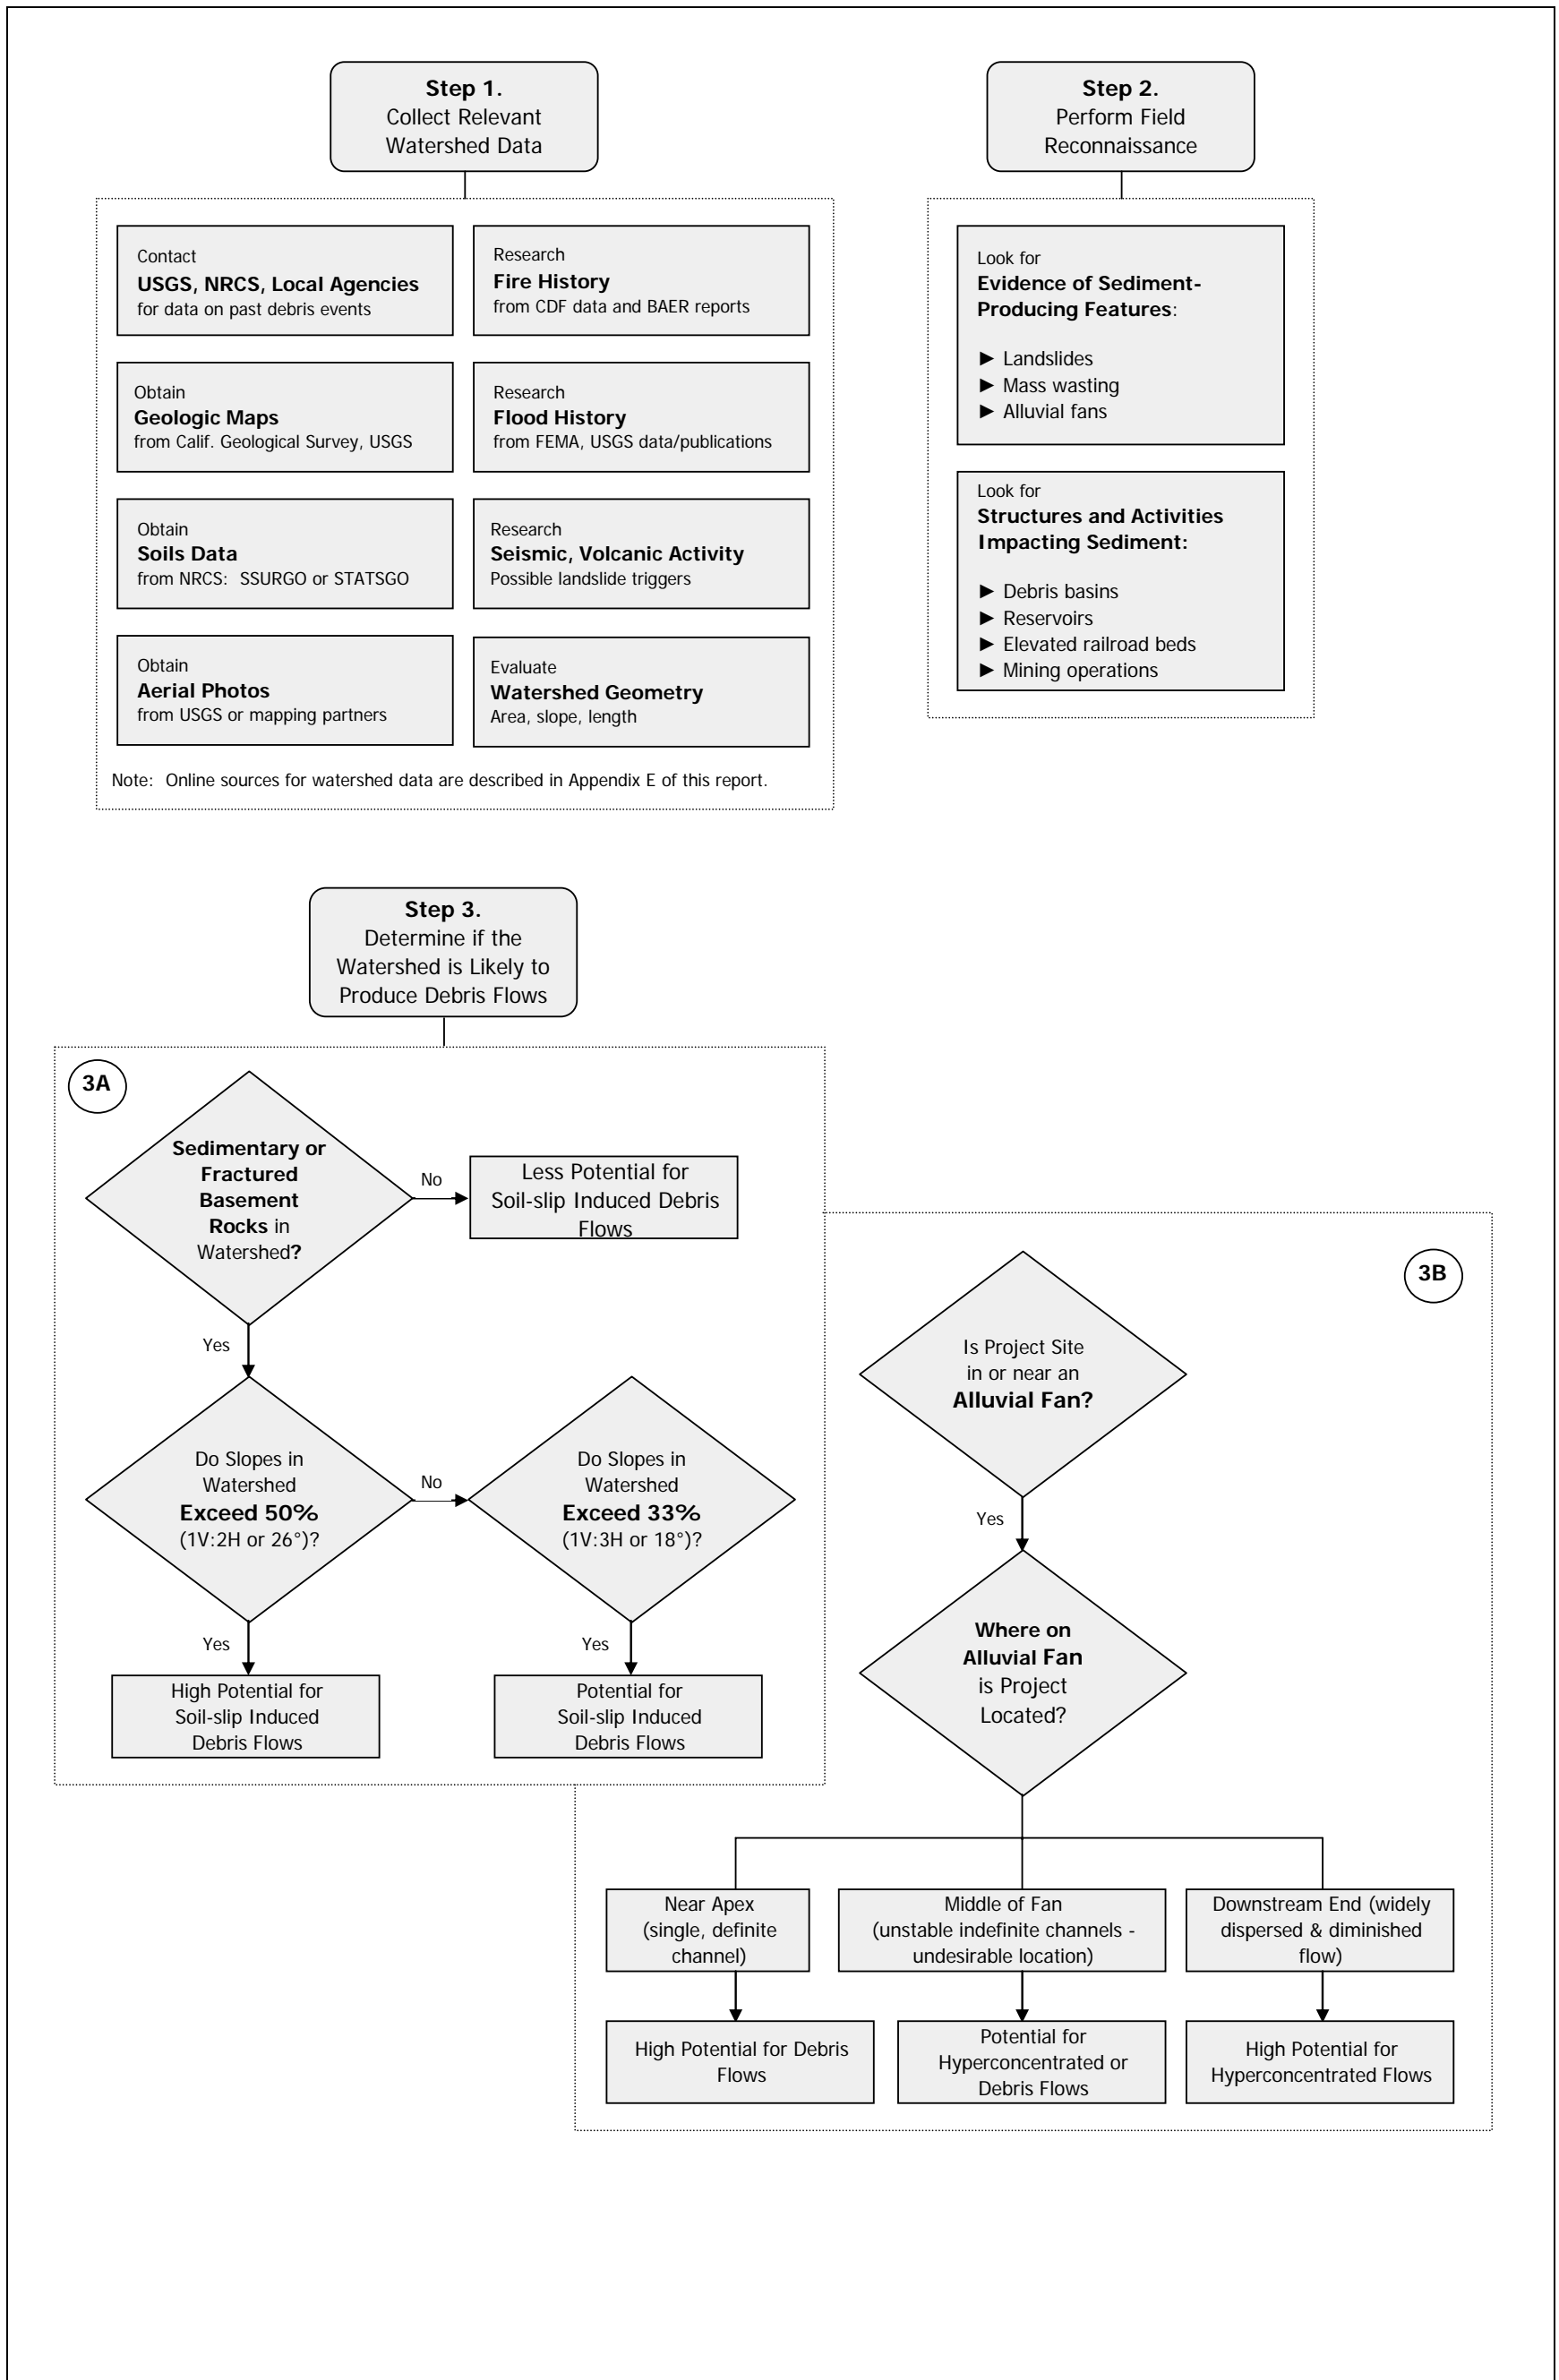 Step 1.
Collect Relevant
Watershed Data
Contact
USGS, NRCS, Local Agencies
for data on past debris events
Research
Fire History
from CDF data and BAER reports
Obtain
Geologic Maps
from Calif. Geological Survey, USGS
Research
Flood History
from FEMA, USGS data/publications
Obtain
Soils Data
from NRCS:  SSURGO or STATSGO
Research
Seismic, Volcanic Activity
Possible landslide triggers
Obtain
Aerial Photos
from USGS or mapping partners
Evaluate
Watershed Geometry
Area, slope, length
Note:  Online sources for watershed data are described in Appendix E of this report.
Step 2.
Perform Field
Reconnaissance
Look for
Evidence of Sediment-
Producing Features:
► Landslides
► Mass wasting
► Alluvial fans
Look for
Structures and Activities
Impacting Sediment:
► Debris basins
► Reservoirs
► Elevated railroad beds
► Mining operations
Step 3.
Determine if the
Watershed is Likely to
Produce Debris Flows
3A
Sedimentary or
Fractured
Basement
Rocks in
Watershed?
No
Less Potential for
Soil-slip Induced Debris
Flows
Yes
Do Slopes in
Watershed
Exceed 50%
(1V:2H or 26°)?
No
Do Slopes in
Watershed
Exceed 33%
(1V:3H or 18°)?
Yes
High Potential for
Soil-slip Induced
Debris Flows
Yes
Potential for
Soil-slip Induced
Debris Flows
3B
Is Project Site
in or near an
Alluvial Fan?
Yes
Where on
Alluvial Fan
is Project
Located?
Near Apex
(single, definite
channel)
Middle of Fan
(unstable indefinite channels -
undesirable location)
Downstream End (widely
dispersed & diminished
flow)
High Potential for Debris
Flows
Potential for
Hyperconcentrated or
Debris Flows
High Potential for
Hyperconcentrated Flows